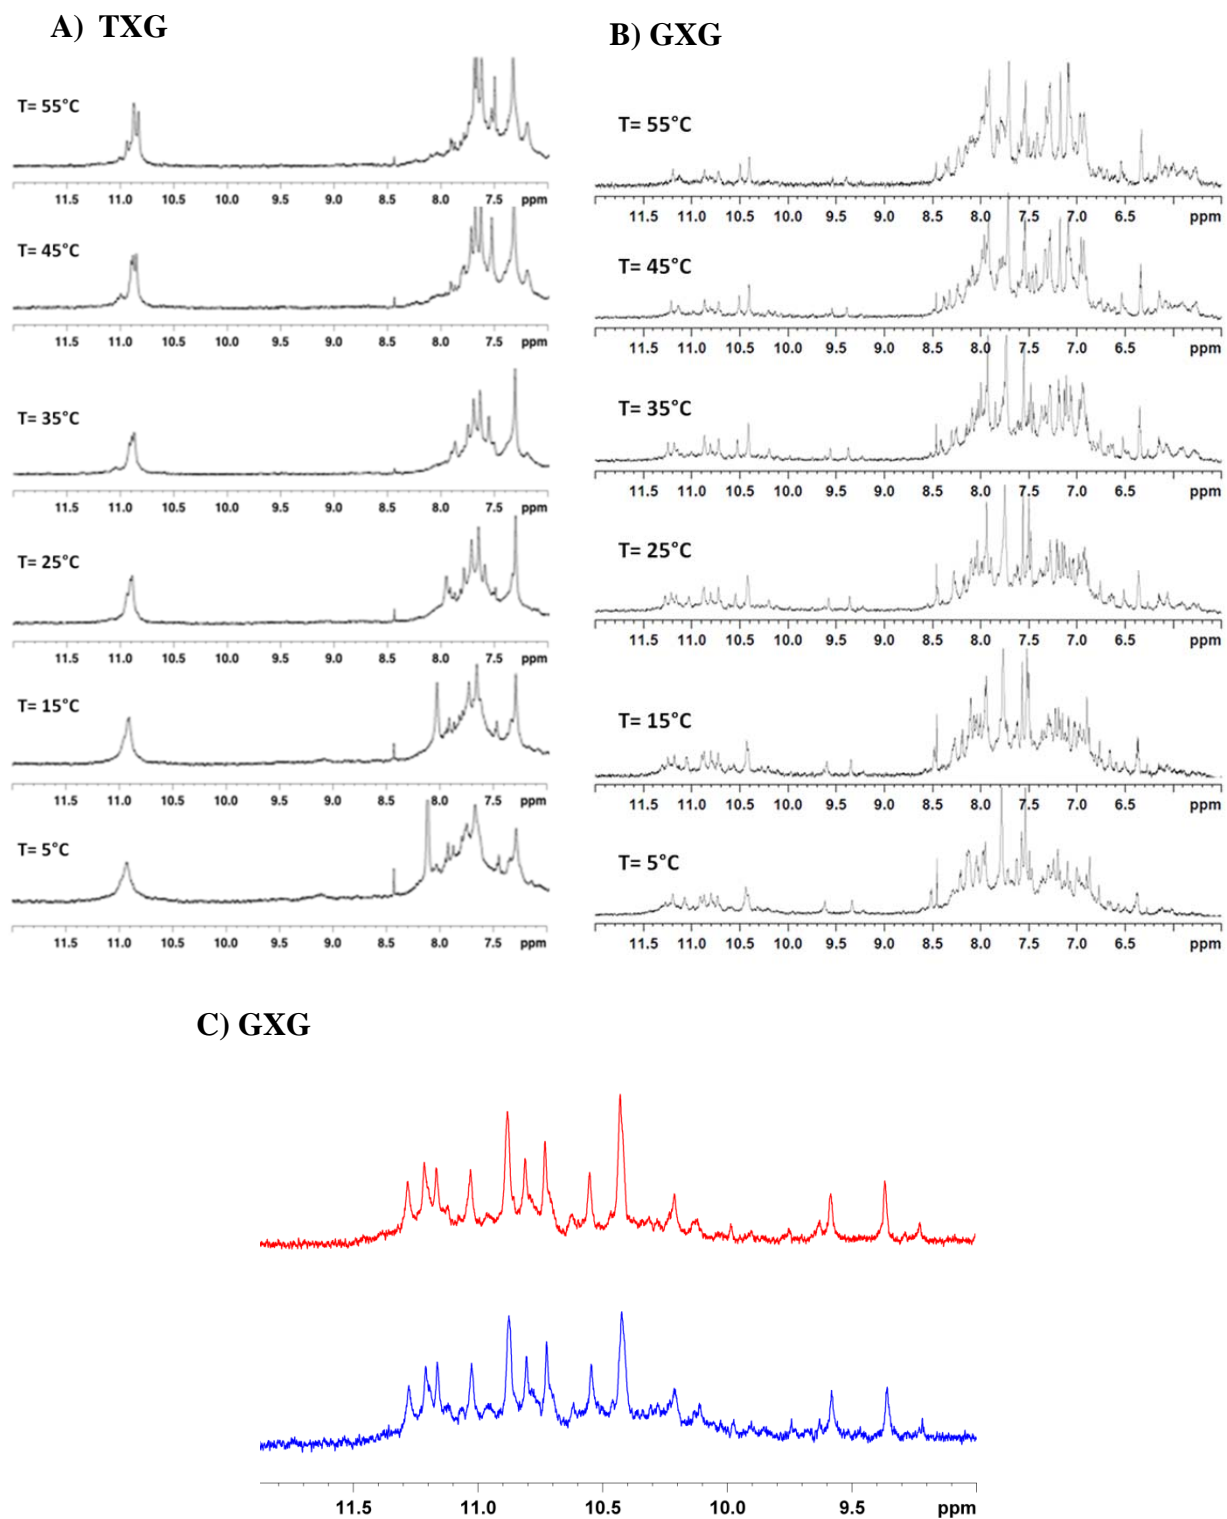 A) TXG
T= 55°C
11.5 11.0 10.5 10.0 9.5 9.0 8.5 8.0 7.5 ppm
T= 45°C
11.5 11.0 10.5 10.0 9.5 9.0 8.5 8.0 7.5 ppm
T= 35°C
11.5 11.0 10.5 10.0 9.5 9.0 8.5 8.0 7.5 ppm
T= 25°C
11.5 11.0 10.5 10.0 9.5 9.0 8.5 8.0 7.5 ppm
T= 15°C
11.5 11.0 10.5 10.0 9.5 9.0 8.5 8.0 7.5 ppm
T= 5°C
11.5 11.0 10.5 10.0 9.5 9.0 8.5 8.0 7.5 ppm
B) GXG
T= 55°C
11.5 11.0 10.5 10.0 9.5 9.0 8.5 8.0 7.5 7.0 6.5 ppm
T= 45°C
11.5 11.0 10.5 10.0 9.5 9.0 8.5 8.0 7.5 7.0 6.5 ppm
T= 35°C
11.5 11.0 10.5 10.0 9.5 9.0 8.5 8.0 7.5 7.0 6.5 ppm
T= 25°C
11.5 11.0 10.5 10.0 9.5 9.0 8.5 8.0 7.5 7.0 6.5 ppm
T= 15°C
11.5 11.0 10.5 10.0 9.5 9.0 8.5 8.0 7.5 7.0 6.5 ppm
T= 5°C
11.5 11.0 10.5 10.0 9.5 9.0 8.5 8.0 7.5 7.0 6.5 ppm
C) GXG
11.5 11.0 10.5 10.0 9.5 ppm